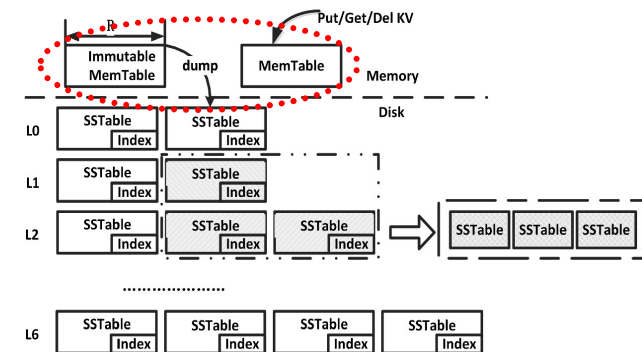 Put/Get/Del KV
R
Immutable
MemTable
dump
MemTable
Memory
Disk
L0
SSTable
Index
SSTable
Index
L1
SSTable
Index
SSTable
Index
L2
SSTable
Index
SSTable
Index
SSTable
Index
SSTable
SSTable
SSTable
........................
L6
SSTable
Index
SSTable
Index
SSTable
Index
SSTable
Index